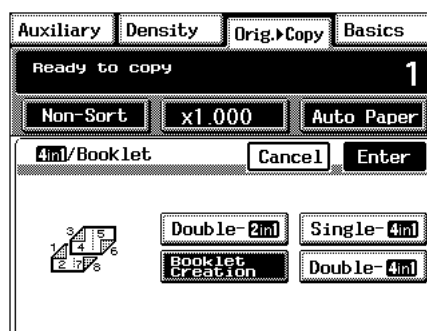 Auxiliary Density Orig.▸Copy Basics
Ready to copy 1
Non-Sort x1.000 Auto Paper
4in1/Booklet Cancel Enter
3 5
1 4 6
2 7 8
Double-2in1 Single-4in1
Booklet
Creation Double-4in1